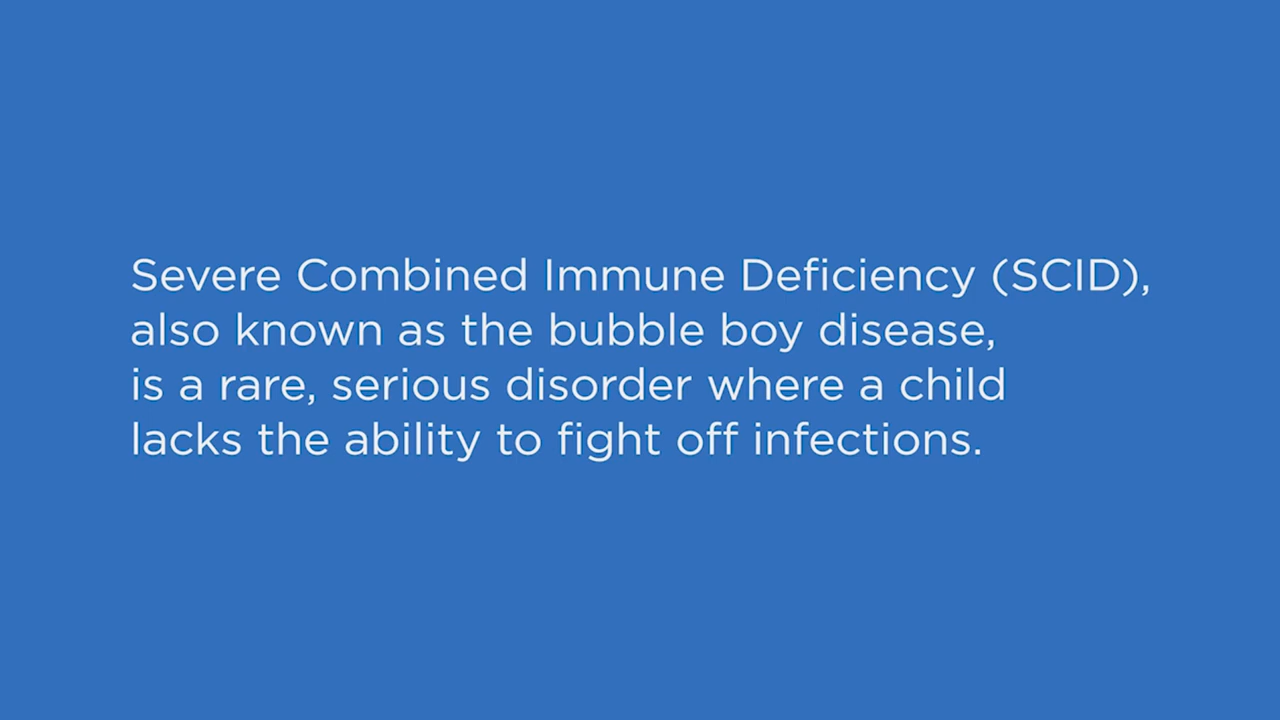 Severe Combined Immune Deficiency (SCID),
also known as the bubble boy disease,
is a rare, serious disorder where a child
lacks the ability to fight off infections.